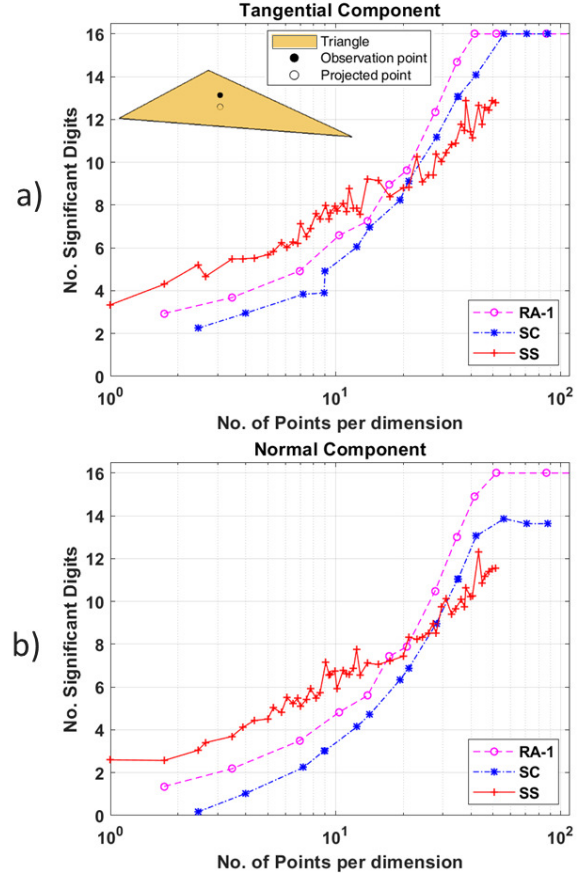 Tangential Component
16
14
12
10
8
6
4
2
0
No. Significant Digits
a)
Triangle
Observation point
Projected point
RA-1
SC
SS
10^0
10^1
10^2
No. of Points per dimension
Normal Component
16
14
12
10
8
6
4
2
0
No. Significant Digits
b)
RA-1
SC
SS
10^0
10^1
10^2
No. of Points per dimension